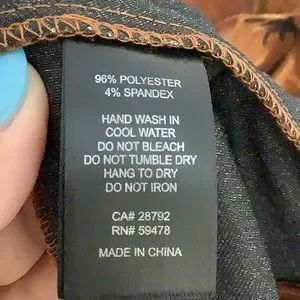 96% POLYESTER
4% SPANDEX
HAND WASH IN
COOL WATER
DO NOT BLEACH
DO NOT TUMBLE DRY
HANG TO DRY
DO NOT IRON
CA# 28792
RN# 59478
MADE IN CHINA